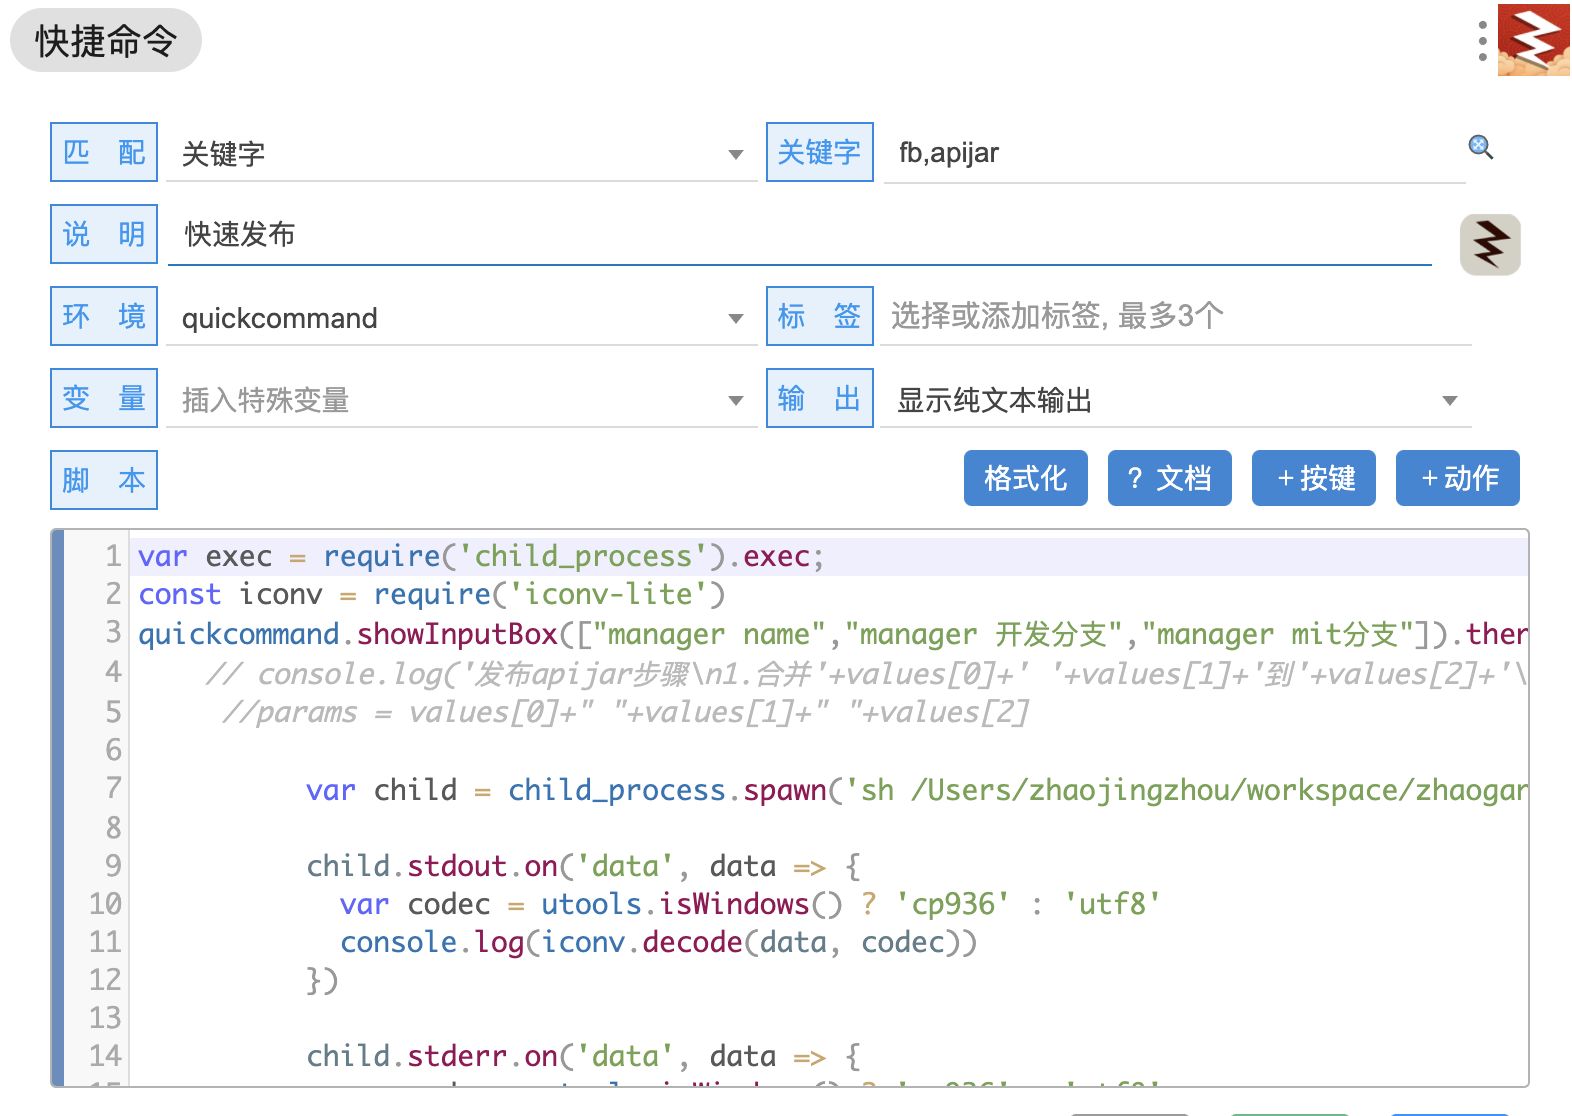 快捷命令
匹 配 关键字 关键字 fb,apijar
说 明 快速发布
环 境 quickcommand 标 签 选择或添加标签, 最多3个
变 量 插入特殊变量 输 出 显示纯文本输出
脚 本 格式化 ? 文档 +按键 +动作
1 var exec = require('child_process').exec;
2 const iconv = require('iconv-lite')
3 quickcommand.showInputBox(["manager name","manager 开发分支","manager mit分支"]).then
4 // console.log('发布apijar步骤\n1.合并'+values[0]+' '+values[1]+'到'+values[2]+'\
5 //params = values[0]+" "+values[1]+" "+values[2]
6
7 var child = child_process.spawn('sh /Users/zhaojingzhou/workspace/zhaogan
8
9 child.stdout.on('data', data => {
10 var codec = utools.isWindows() ? 'cp936' : 'utf8'
11 console.log(iconv.decode(data, codec))
12 })
13
14 child.stderr.on('data', data => {